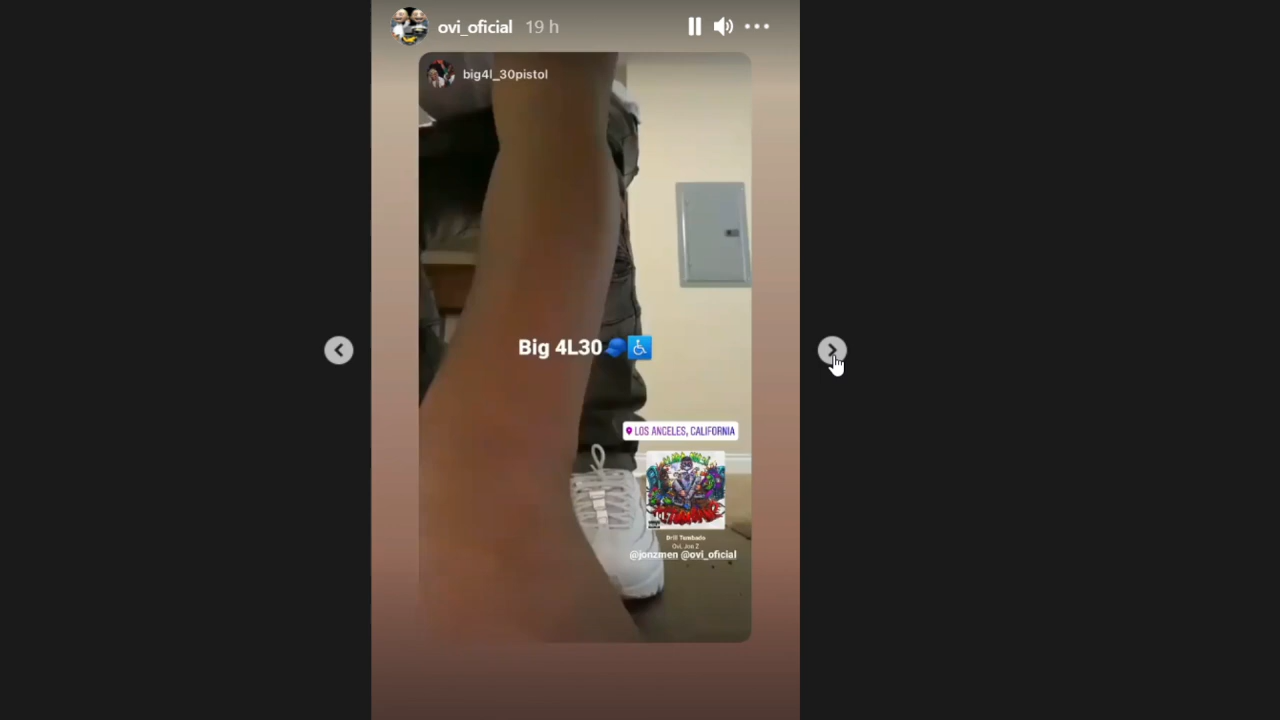 ovi_oficial 19 h
big4l_30pistol
Big 4L30
LOS ANGELES, CALIFORNIA
Drill Tumbado
Ovi, Jon Z
@jonzmen @ovi_oficial